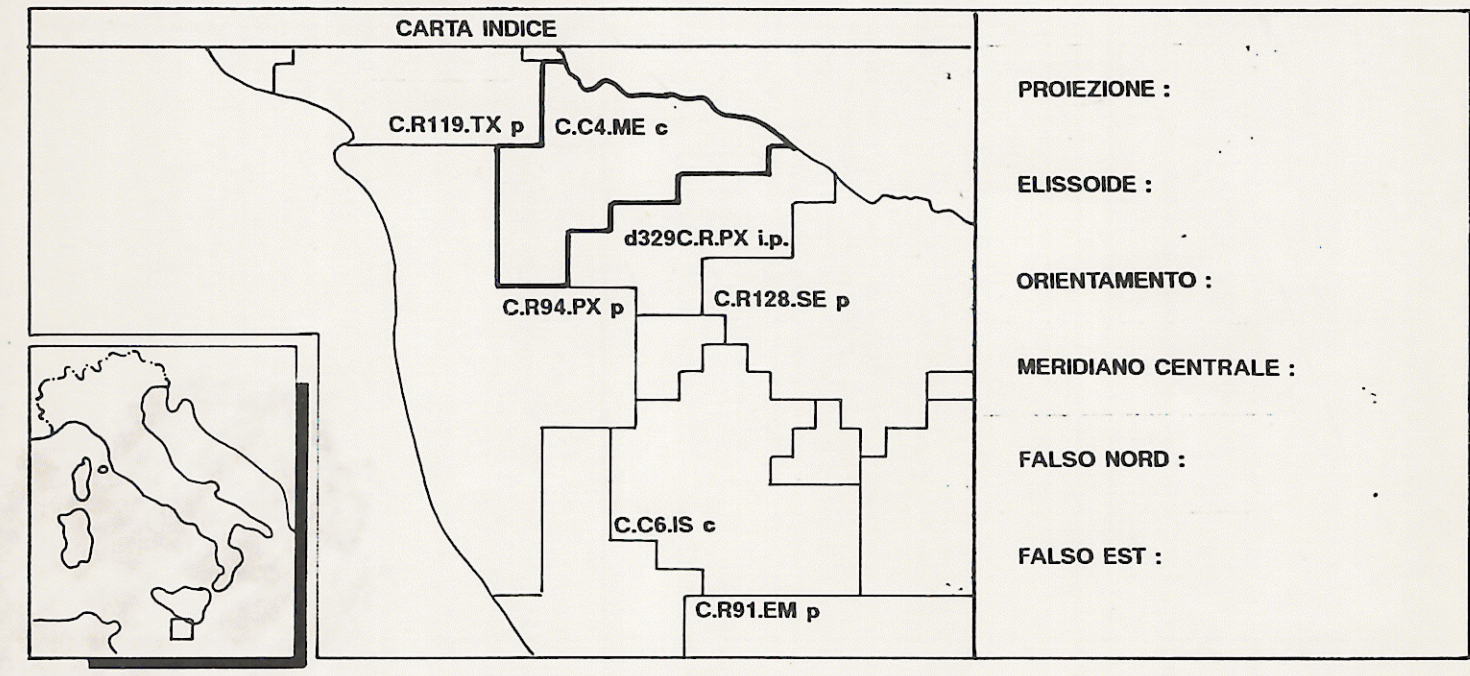 CARTA INDICE
C.R119.TX p
C.C4.ME c
d329C.R.PX i.p.
C.R94.PX p
C.R128.SE p
C.C6.IS c
C.R91.EM p
PROIEZIONE :
ELISSOIDE :
ORIENTAMENTO :
MERIDIANO CENTRALE :
FALSO NORD :
FALSO EST :